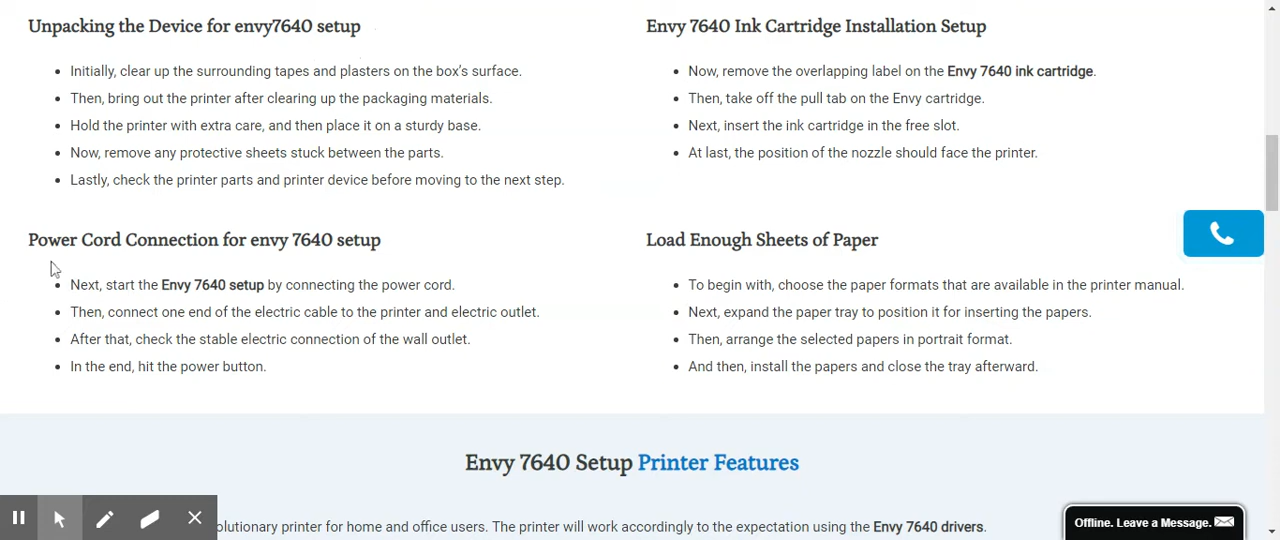 Unpacking the Device for envy7640 setup
Initially, clear up the surrounding tapes and plasters on the box's surface.
Then, bring out the printer after clearing up the packaging materials.
Hold the printer with extra care, and then place it on a sturdy base.
Now, remove any protective sheets stuck between the parts.
Lastly, check the printer parts and printer device before moving to the next step.
Envy 7640 Ink Cartridge Installation Setup
Now, remove the overlapping label on the Envy 7640 ink cartridge.
Then, take off the pull tab on the Envy cartridge.
Next, insert the ink cartridge in the free slot.
At last, the position of the nozzle should face the printer.
Power Cord Connection for envy 7640 setup
Next, start the Envy 7640 setup by connecting the power cord.
Then, connect one end of the electric cable to the printer and electric outlet.
After that, check the stable electric connection of the wall outlet.
In the end, hit the power button.
Load Enough Sheets of Paper
To begin with, choose the paper formats that are available in the printer manual.
Next, expand the paper tray to position it for inserting the papers.
Then, arrange the selected papers in portrait format.
And then, install the papers and close the tray afterward.
Envy 7640 Setup Printer Features
olutionary printer for home and office users. The printer will work accordingly to the expectation using the Envy 7640 drivers.
Offline. Leave a Message.